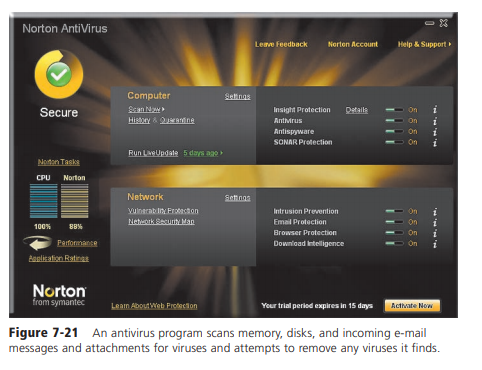 Norton AntiVirus
Leave Feedback Norton Account Help & Support
Secure
Computer Settings
Scan Now
History & Quarantine
Run LiveUpdate 5 days ago
Insight Protection Details On i
Antivirus On i
Antispyware On i
SONAR Protection On i
Norton Tasks
CPU Norton
100% 88%
Performance
Application Ratings
Network Settings
Vulnerability Protection
Network Security Map
Intrusion Prevention On i
Email Protection On i
Browser Protection On i
Download Intelligence On i
Norton
from symantec
Learn About Web Protection
Your trial period expires in 15 days Activate Now
Figure 7-21 An antivirus program scans memory, disks, and incoming e-mail
messages and attachments for viruses and attempts to remove any viruses it finds.